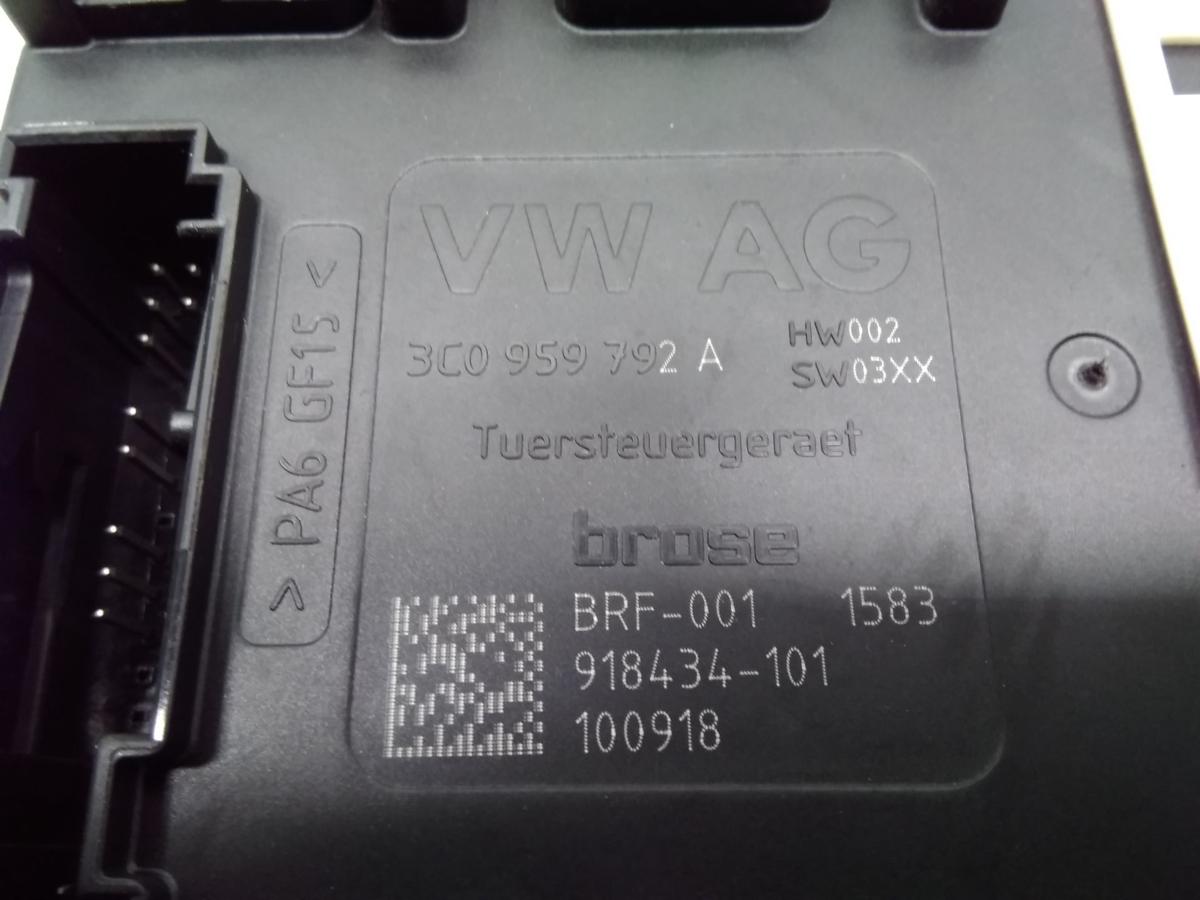 VW AG
3C0 959 792 A
HW002
SW03XX
Tuersteuergeraet
brose
BRF-001 1583
918434-101
100918
> PA6 GF15 <